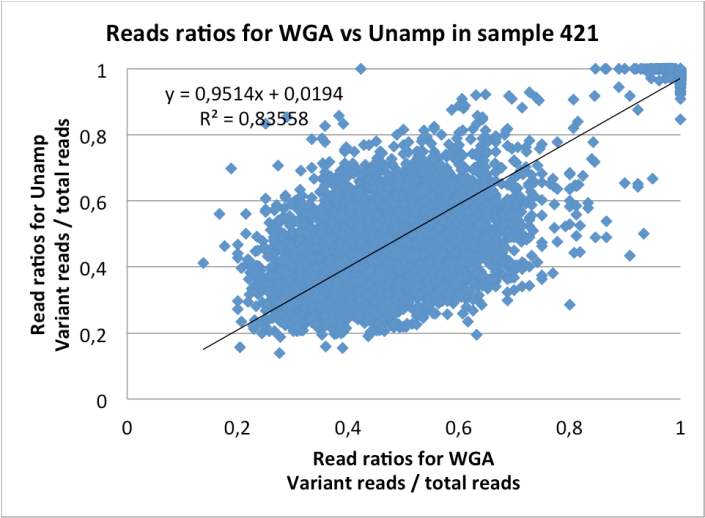 Reads ratios for WGA vs Unamp in sample 421
y = 0,9514x + 0,0194
R² = 0,83558
1
0,8
0,6
0,4
0,2
0
Read ratios for Unamp
Variant reads / total reads
0
0,2
0,4
0,6
0,8
1
Read ratios for WGA
Variant reads / total reads